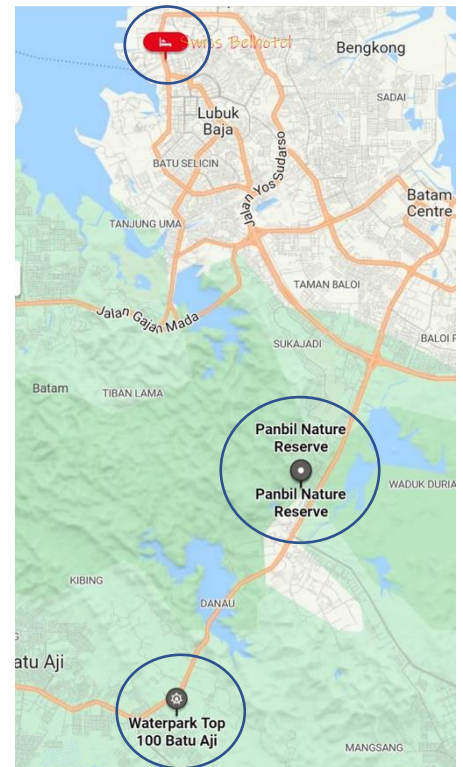 Swiss Belhotel
Bengkong
SADAI
Lubuk
Baja
BATU SELICIN
Jalan Yos Sudarso
Batam
Centre
TANJUNG UMA
TAMAN BALOI
Jalan Gajah Mada
SUKAJADI
BALOI P
Batam
TIBAN LAMA
Panbil Nature
Reserve
Panbil Nature
Reserve
WADUK DURIA
KIBING
DANAU
atu Aji
Waterpark Top
100 Batu Aji
MANGSANG